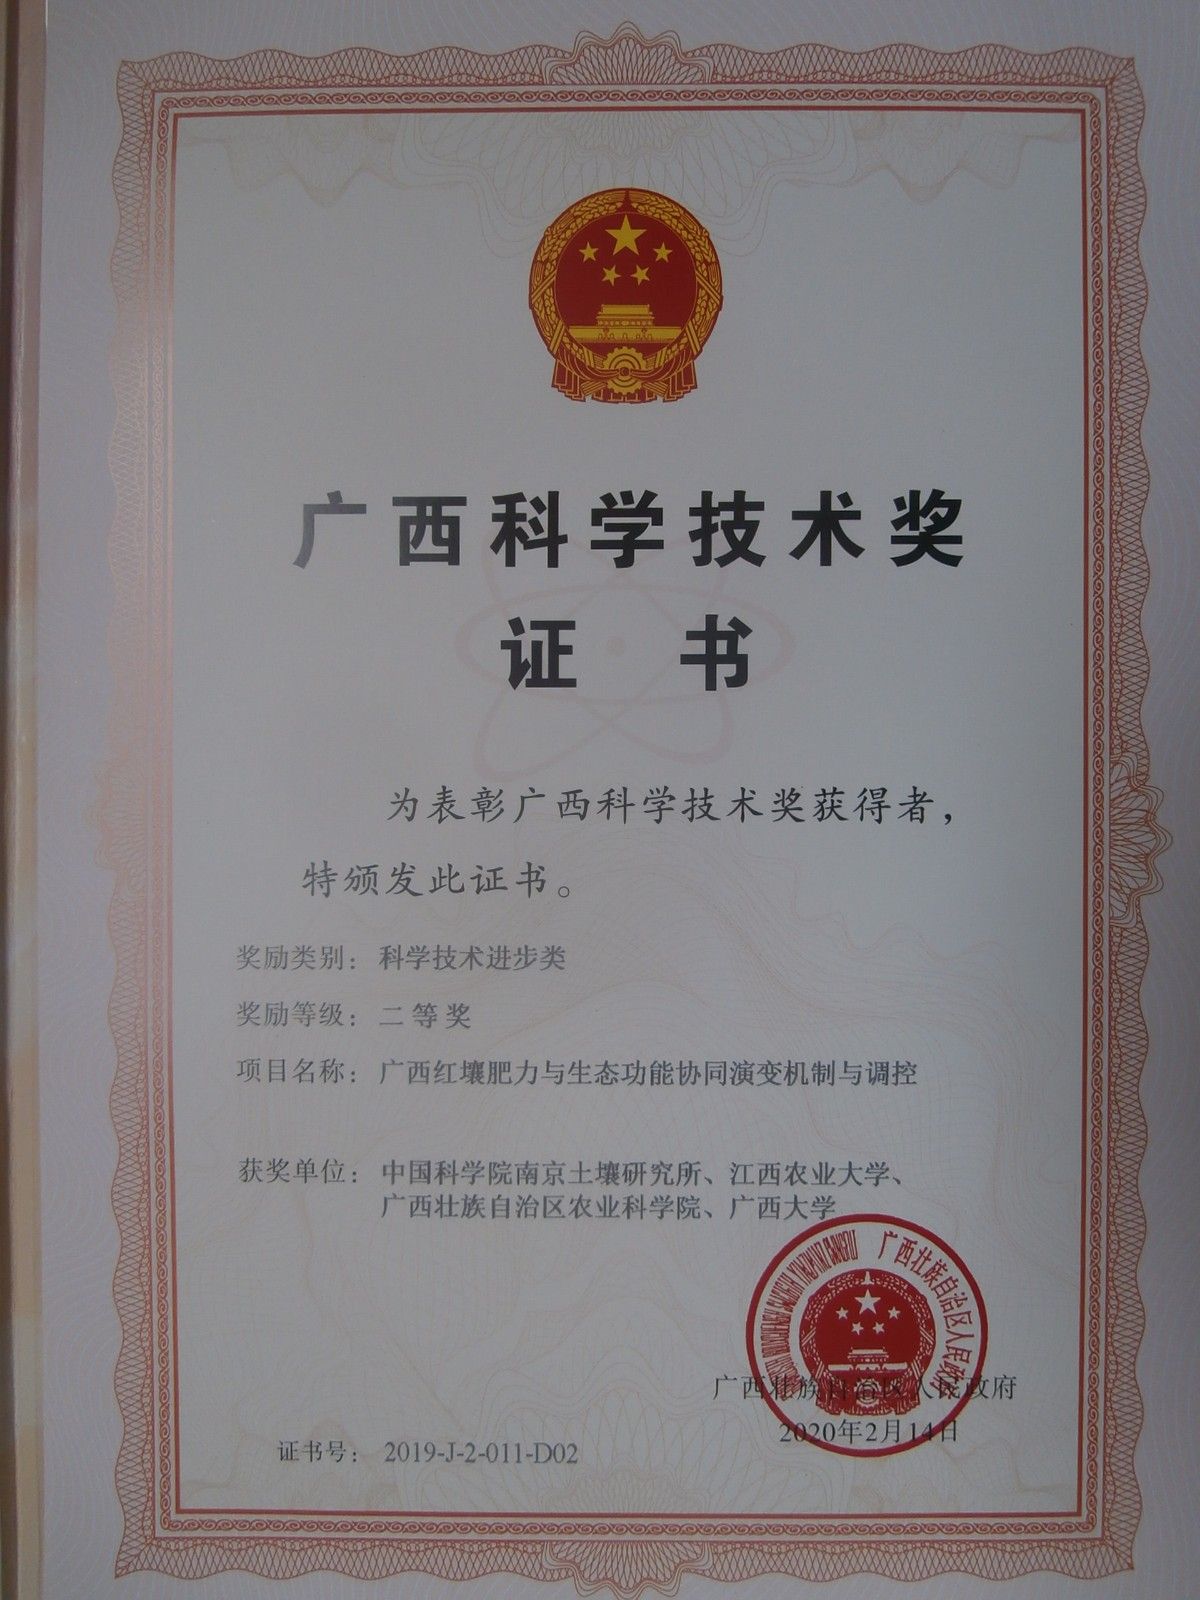 广西科学技术奖
证书
为表彰广西科学技术奖获得者，
特颁发此证书。
奖励类别：科学技术进步类
奖励等级：二等奖
项目名称：广西红壤肥力与生态功能协同演变机制与调控
获奖单位：中国科学院南京土壤研究所、江西农业大学、
广西壮族自治区农业科学院、广西大学
广西壮族自治区人民政府
广西壮族自治区人民政府
2020年2月14日
证书号：2019-J-2-011-D02